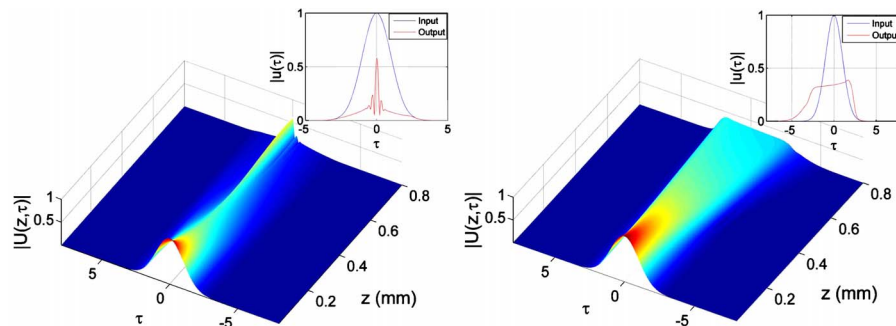 1
0.5
0
-5
0
5
τ
|u(τ)|
Input
Output
1
0.5
|U(z,τ)|
5
0
-5
τ
0.2
0.4
0.6
0.8
z (mm)
1
0.5
0
-5
0
5
τ
|u(τ)|
Input
Output
1
0.5
|U(z,τ)|
5
0
-5
τ
0.2
0.4
0.6
0.8
z (mm)